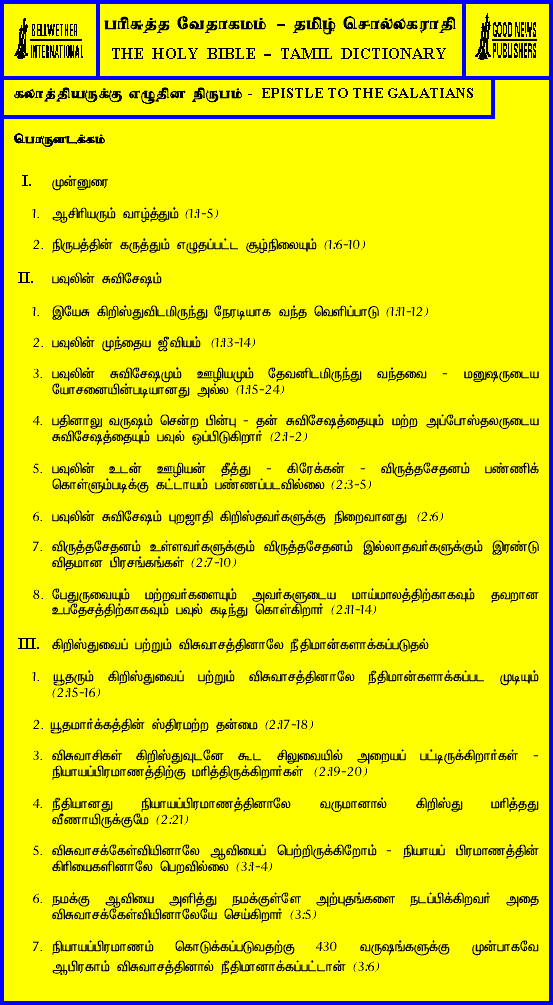 BELLWETHER
INTERNATIONAL
பரிசுத்த வேதாகமம் – தமிழ் சொல்லகராதி
THE HOLY BIBLE – TAMIL DICTIONARY
GOOD NEWS
PUBLISHERS
கலாத்தியருக்கு எழுதின நிருபம் - EPISTLE TO THE GALATIANS
பொருளடக்கம்
I. முன்னுரை
1. ஆசிரியரும் வாழ்த்தும் (1:1-5)
2. நிருபத்தின் கருத்தும் எழுதப்பட்ட சூழ்நிலையும் (1:6-10)
II. பவுலின் சுவிசேஷம்
1. இயேசு கிறிஸ்துவிடமிருந்து நேரடியாக வந்த வெளிப்பாடு (1:11-12)
2. பவுலின் முந்தைய ஜீவியம் (1:13-14)
3. பவுலின் சுவிசேஷமும் ஊழியமும் தேவனிடமிருந்து வந்தவை - மனுஷருடைய
யோசனையின்படியானது அல்ல (1:15-24)
4. பதினாலு வருஷம் சென்ற பின்பு - தன் சுவிசேஷத்தையும் மற்ற அப்போஸ்தலருடைய
சுவிசேஷத்தையும் பவுல் ஒப்பிடுகிறார் (2:1-2)
5. பவுலின் உடன் ஊழியன் தீத்து - கிரேக்கன் - விருத்தசேதனம் பண்ணிக்
கொள்ளும்படிக்கு கட்டாயம் பண்ணப்படவில்லை (2:3-5)
6. பவுலின் சுவிசேஷம் புறஜாதி கிறிஸ்தவர்களுக்கு நிறைவானது (2:6)
7. விருத்தசேதனம் உள்ளவர்களுக்கும் விருத்தசேதனம் இல்லாதவர்களுக்கும் இரண்டு
விதமான பிரசங்கங்கள் (2:7-10)
8. பேதுருவையும் மற்றவர்களையும் அவர்களுடைய மாய்மாலத்திற்காகவும் தவறான
உபதேசத்திற்காகவும் பவுல் கடிந்து கொள்கிறார் (2:11-14)
III. கிறிஸ்துவைப் பற்றும் விசுவாசத்தினாலே நீதிமான்களாக்கப்படுதல்
1. யூதரும் கிறிஸ்துவைப் பற்றும் விசுவாசத்தினாலே நீதிமான்களாக்கப்பட முடியும்
(2:15-16)
2. யூதமார்க்கத்தின் ஸ்திரமற்ற தன்மை (2:17-18)
3. விசுவாசிகள் கிறிஸ்துவுடனே கூட சிலுவையில் அறையப் பட்டிருக்கிறார்கள் -
நியாயப்பிரமாணத்திற்கு மரித்திருக்கிறார்கள் (2:19-20)
4. நீதியானது நியாயப்பிரமாணத்தினாலே வருமானால் கிறிஸ்து மரித்தது
வீணாயிருக்குமே (2:21)
5. விசுவாசக்கேள்வியினாலே ஆவியைப் பெற்றிருக்கிறோம் - நியாயப் பிரமாணத்தின்
கிரியைகளினாலே பெறவில்லை (3:1-4)
6. நமக்கு ஆவியை அளித்து நமக்குள்ளே அற்புதங்களை நடப்பிக்கிறவர் அதை
விசுவாசக்கேள்வியினாலேயே செய்கிறார் (3:5)
7. நியாயப்பிரமாணம் கொடுக்கப்படுவதற்கு 430 வருஷங்களுக்கு முன்பாகவே
ஆபிரகாம் விசுவாசத்தினால் நீதிமானாக்கப்பட்டான் (3:6)